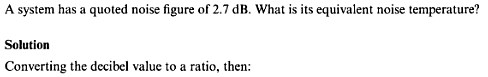 A system has a quoted noise figure of 2.7 dB. What is its equivalent noise temperature?
Solution
Converting the decibel value to a ratio, then: